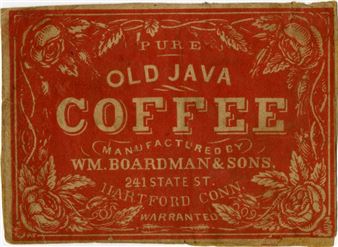 PURE
OLD JAVA
COFFEE
MANUFACTURED BY
WM. BOARDMAN & SONS.
241 STATE ST.
HARTFORD CONN.
WARRANTED